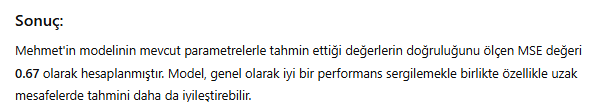 Sonuç:
Mehmet'in modelinin mevcut parametrelerle tahmin ettiği değerlerin doğruluğunu ölçen MSE değeri
0.67 olarak hesaplanmıştır. Model, genel olarak iyi bir performans sergilemekle birlikte özellikle uzak
mesafelerde tahmini daha da iyileştirebilir.